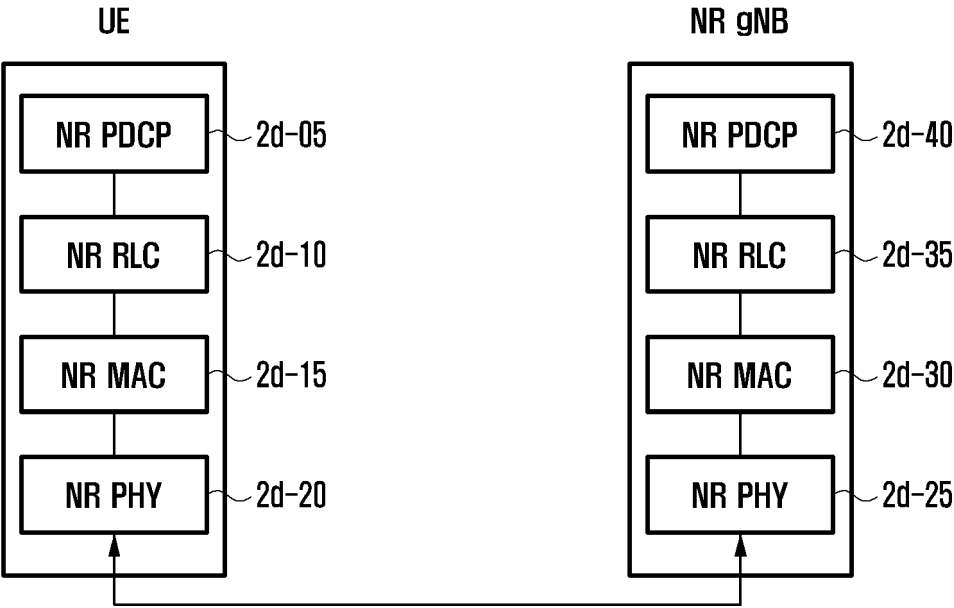 UE
NR gNB
NR PDCP
2d-05
NR PDCP
2d-40
NR RLC
2d-10
NR RLC
2d-35
NR MAC
2d-15
NR MAC
2d-30
NR PHY
2d-20
NR PHY
2d-25